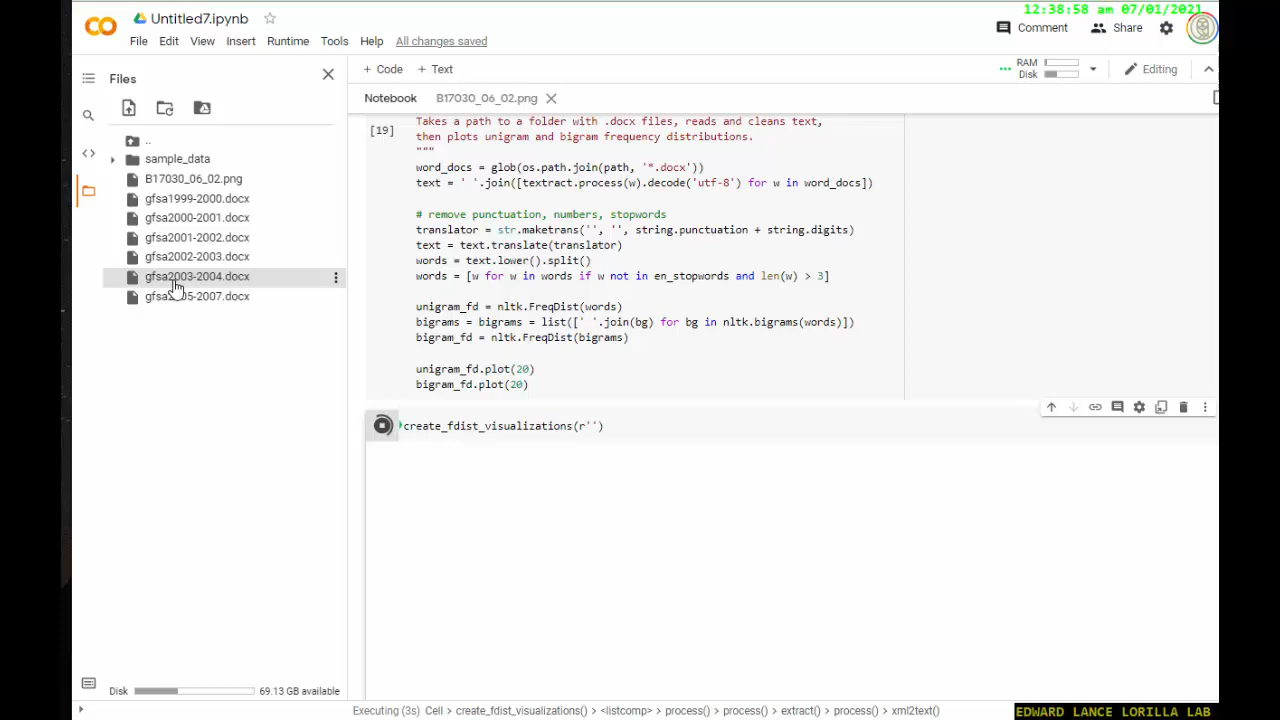 12:38:58 am 07/01/2021
Untitled7.ipynb
Comment
Share
File Edit View Insert Runtime Tools Help All changes saved
Files
+ Code + Text
RAM
Disk
Editing
Notebook B17030_06_02.png
..
sample_data
B17030_06_02.png
gfsa1999-2000.docx
gfsa2000-2001.docx
gfsa2001-2002.docx
gfsa2002-2003.docx
gfsa2003-2004.docx
gfsa2005-2007.docx
Takes a path to a folder with .docx files, reads and cleans text,
[19]
then plots unigram and bigram frequency distributions.
"""
word_docs = glob(os.path.join(path, '*.docx'))
text = ' '.join([textract.process(w).decode('utf-8') for w in word_docs])
# remove punctuation, numbers, stopwords
translator = str.maketrans('', '', string.punctuation + string.digits)
text = text.translate(translator)
words = text.lower().split()
words = [w for w in words if w not in en_stopwords and len(w) > 3]
unigram_fd = nltk.FreqDist(words)
bigrams = bigrams = list([' '.join(bg) for bg in nltk.bigrams(words)])
bigram_fd = nltk.FreqDist(bigrams)
unigram_fd.plot(20)
bigram_fd.plot(20)
create_fdist_visualizations(r'')
Disk 69.13 GB available
Executing (3s) Cell > create_fdist_visualizations() > <listcomp> > process() > process() > extract() > process() > xml2text()
EDWARD LANCE LORILLA LAB